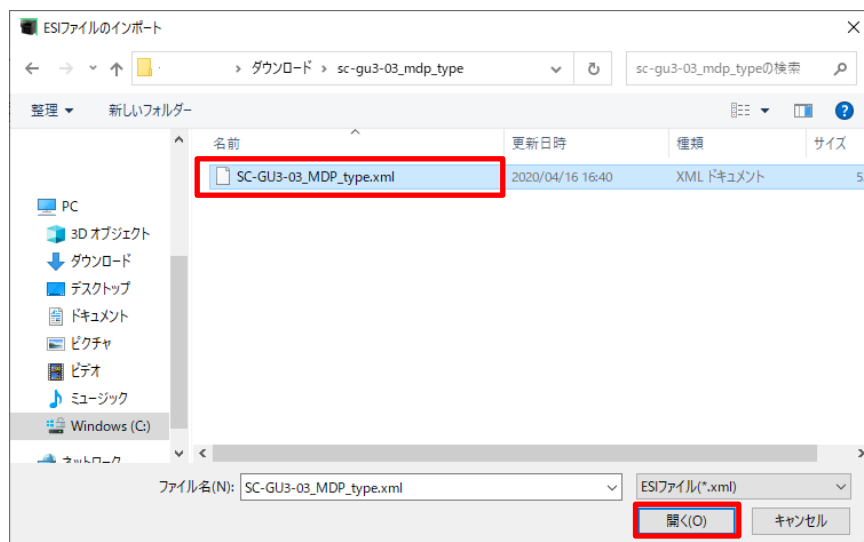 ESIファイルのインポート
› ダウンロード › sc-gu3-03_mdp_type
sc-gu3-03_mdp_typeの検索
整理 新しいフォルダー
名前 更新日時 種類 サイズ
SC-GU3-03_MDP_type.xml 2020/04/16 16:40 XML ドキュメント 5
PC
3D オブジェクト
ダウンロード
デスクトップ
ドキュメント
ピクチャ
ビデオ
ミュージック
Windows (C:)
ネットワーク
ファイル名(N): SC-GU3-03_MDP_type.xml ESIファイル(*.xml)
開く(O) キャンセル